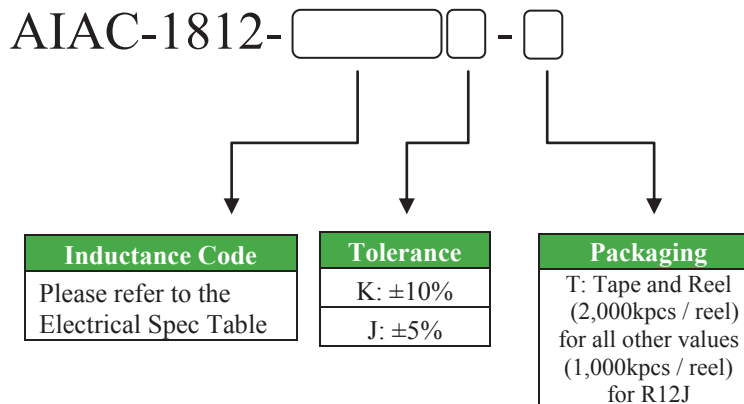 AIAC-1812- -
Inductance Code
Please refer to the
Electrical Spec Table
Tolerance
K: ±10%
J: ±5%
Packaging
T: Tape and Reel
(2,000kpcs / reel)
for all other values
(1,000kpcs / reel)
for R12J